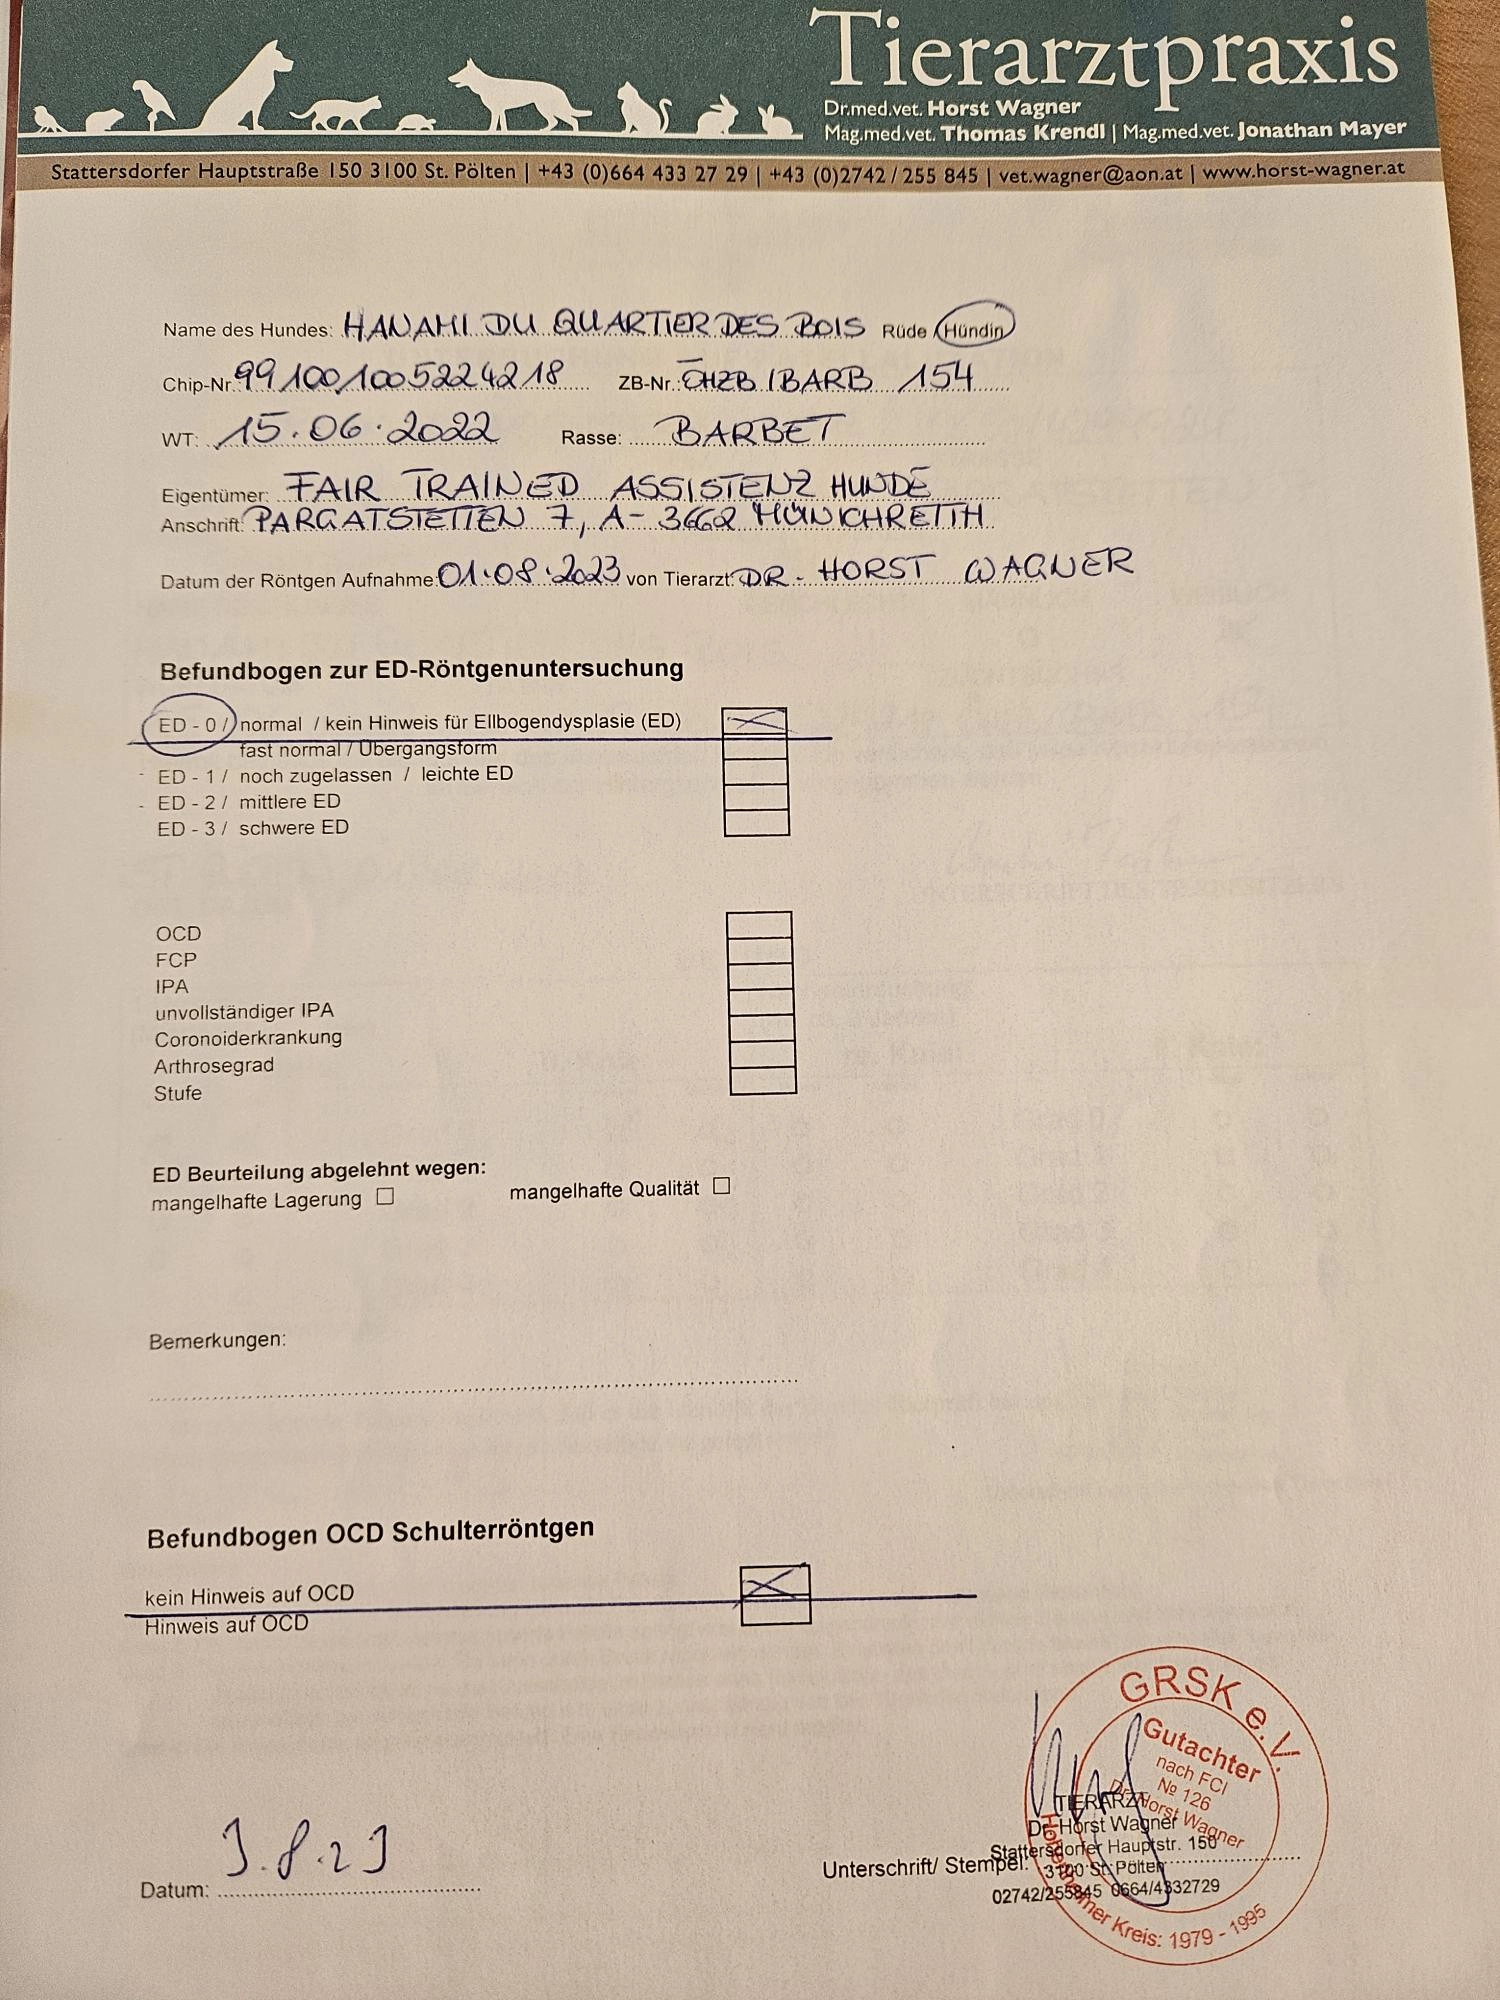 Tierarztpraxis
Dr.med.vet. Horst Wagner
Mag.med.vet. Thomas Krendl | Mag.med.vet. Jonathan Mayer
Stattersdorfer Hauptstraße 150 3100 St. Pölten | +43 (0)664 433 27 29 | +43 (0)2742 / 255 845 | vet.wagner@aon.at | www.horst-wagner.at
Name des Hundes: HANAMI DU QUARTIER DES BOIS Rüde / Hündin
Chip-Nr. 991001005224218 ZB-Nr. ÖHZB/BARB 154
WT: 15.06.2022 Rasse: BARBET
Eigentümer: FAIR TRAINED ASSISTENZ HUNDE
Anschrift: PARGATSTETTEN 7, A-3662 MÜNICHREITH
Datum der Röntgen Aufnahme: 01.08.2023 von Tierarzt: DR. HORST WAGNER
Befundbogen zur ED-Röntgenuntersuchung
ED - 0 / normal / kein Hinweis für Ellbogendysplasie (ED)
fast normal / Übergangsform
- ED - 1 / noch zugelassen / leichte ED
- ED - 2 / mittlere ED
ED - 3 / schwere ED
OCD
FCP
IPA
unvollständiger IPA
Coronoiderkrankung
Arthrosegrad
Stufe
ED Beurteilung abgelehnt wegen:
mangelhafte Lagerung ☐ mangelhafte Qualität ☐
Bemerkungen:
Befundbogen OCD Schulterröntgen
kein Hinweis auf OCD
Hinweis auf OCD
GRSK e.V.
Gutachter
nach FCI
№ 126
Dr. Horst Wagner
Hohenheimer Kreis: 1979 - 1995
TIERARZT
Dr. Horst Wagner
Stattersdorfer Hauptstr. 150
3100 St. Pölten
02742/255845 0664/4332729
Datum: 3.8.23 Unterschrift/ Stempel: